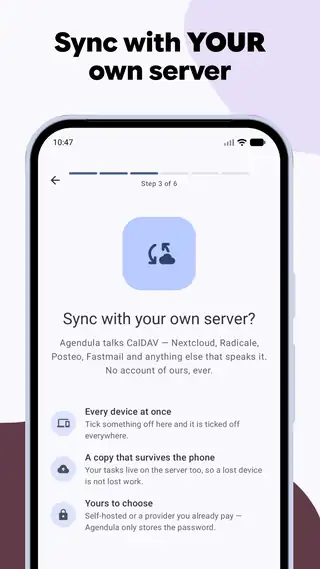 Sync with YOUR
own server
10:47
Step 3 of 6
Sync with your own server?
Agendula talks CalDAV — Nextcloud, Radicale,
Posteo, Fastmail and anything else that speaks it.
No account of ours, ever.
Every device at once
Tick something off here and it is ticked off
everywhere.
A copy that survives the phone
Your tasks live on the server too, so a lost device
is not lost work.
Yours to choose
Self-hosted or a provider you already pay —
Agendula only stores the password.